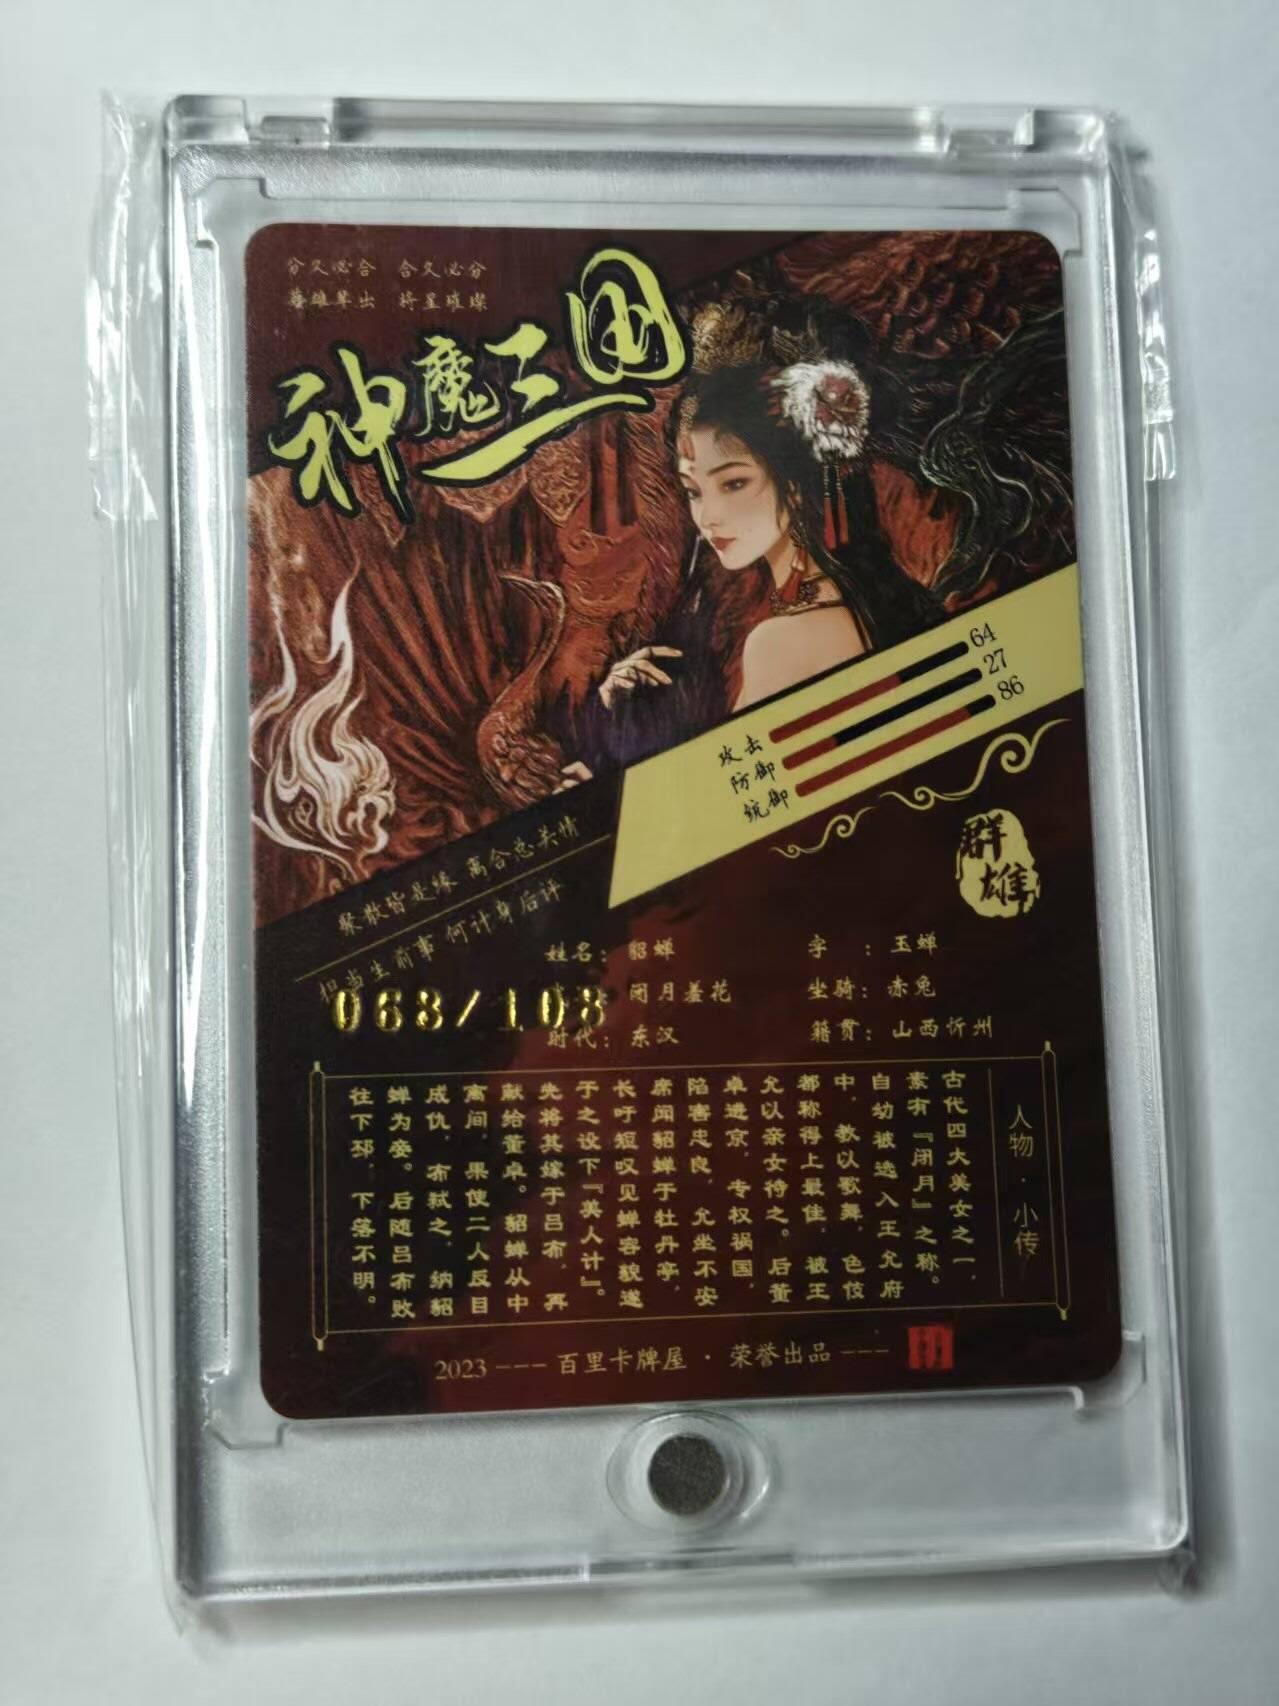 分久必合 合久必分
群雄辈出 将星璀璨
神魔三国
攻击 64
防御 27
统御 86
群雄
聚散皆是缘 离合总关情
担当生前事 何计身后评
068/108
姓名：貂蝉 字：玉蝉
闭月羞花 坐骑：赤兔
时代：东汉 籍贯：山西忻州
人物·小传
古代四大美女之一，
素有『闭月』之称。
自幼被选入王允府
中，教以歌舞，色伎
都称得上最佳，被王
允以亲女待之。后董
卓进京，专权祸国，
陷害忠良，允坐不安
席闻貂蝉于牡丹亭，
长吁短叹见蝉容貌遂
于之设下『美人计』。
先将其嫁于吕布，再
献给董卓。貂蝉从中
离间，果使二人反目
成仇，布弑之，纳貂
蝉为妾。后随吕布败
往下邳，下落不明。
2023 --- 百里卡牌屋 · 荣誉出品 ---